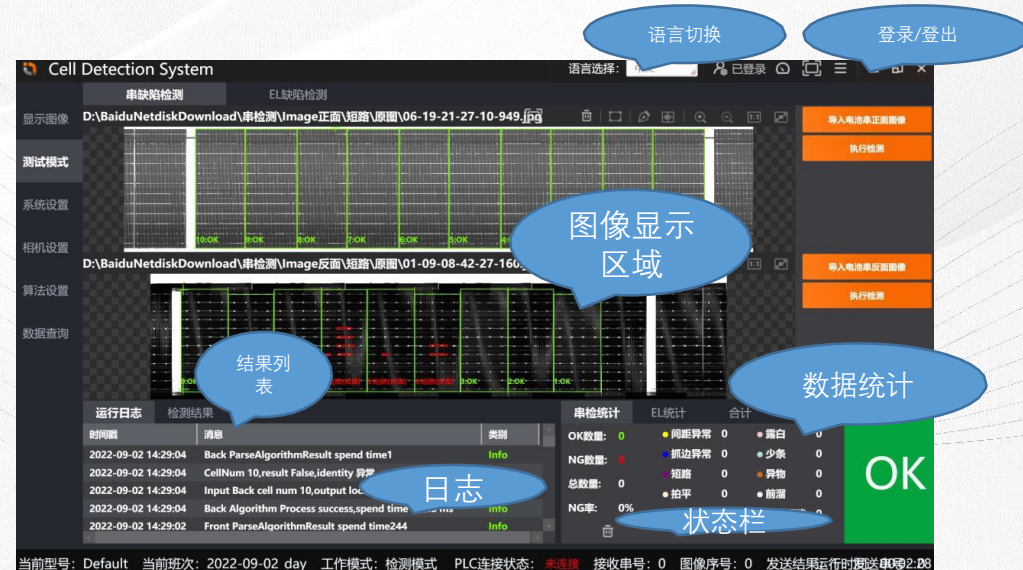 语言切换
登录/登出
Cell Detection System
语言选择:
已登录
串缺陷检测
EL缺陷检测
显示图像
测试模式
系统设置
相机设置
算法设置
数据查询
D:\BaiduNetdiskDownload\串检测\Image正面\短路\原图\06-19-21-27-10-949.jpg
1:1
导入电池串正面图像
执行检测
10:OK 9:OK 8:OK 7:OK 6:OK 5:OK
图像显示
区域
D:\BaiduNetdiskDownload\串检测\Image反面\短路\原图\01-09-08-42-27-160
1:1
导入电池串反面图像
执行检测
3:OK 2:OK 1:OK
结果列
表
数据统计
运行日志
检测结果
时间戳 消息 类别
2022-09-02 14:29:04 Back ParseAlgorithmResult spend time1 Info
2022-09-02 14:29:04 CellNum 10,result False,identity 异常
2022-09-02 14:29:04 Input Back cell num 10,output
2022-09-02 14:29:04 Back Algorithm Process success,spend time ms Info
2022-09-02 14:29:02 Front ParseAlgorithmResult spend time244 Info
日志
串检统计
EL统计
合计
OK数量: 0
NG数量: 0
总数量: 0
NG率: 0%
间距异常 0
抓边异常 0
短路 0
拍平 0
露白 0
少条 0
异物 0
前溜 0
OK
状态栏
当前型号: Default 当前班次: 2022-09-02 day 工作模式: 检测模式 PLC连接状态: 未连接 接收串号: 0 图像序号: 0 发送结果